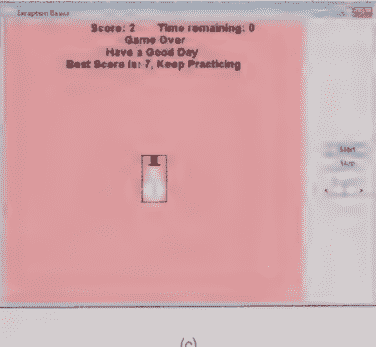 Score: 2 Time remaining: 0
Game Over
Have a Good Day
Best Score is: 7, Keep Practicing
Start
Stop
(c)